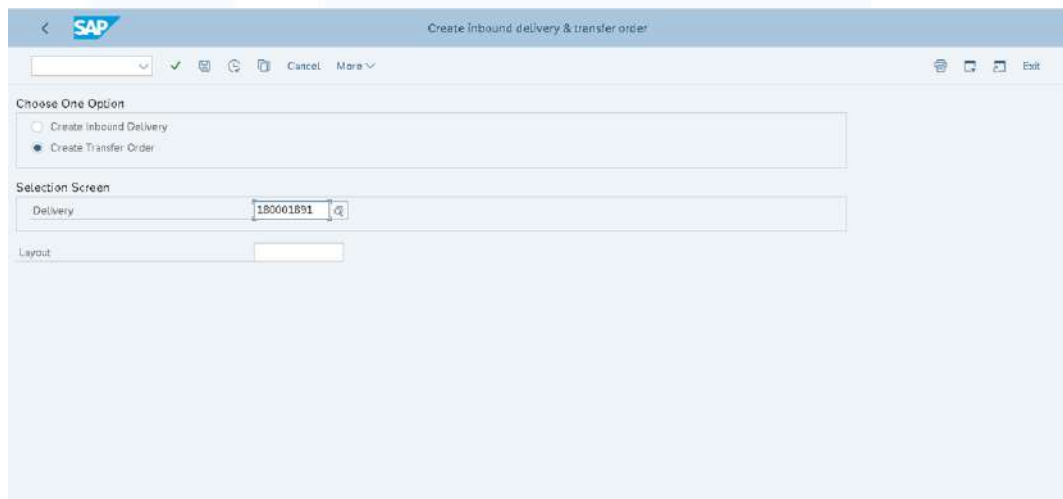 SAP Create inbound delivery & transfer order
Cancel More Exit
Choose One Option
Create Inbound Delivery
Create Transfer Order
Selection Screen
Delivery 180001891
Layout